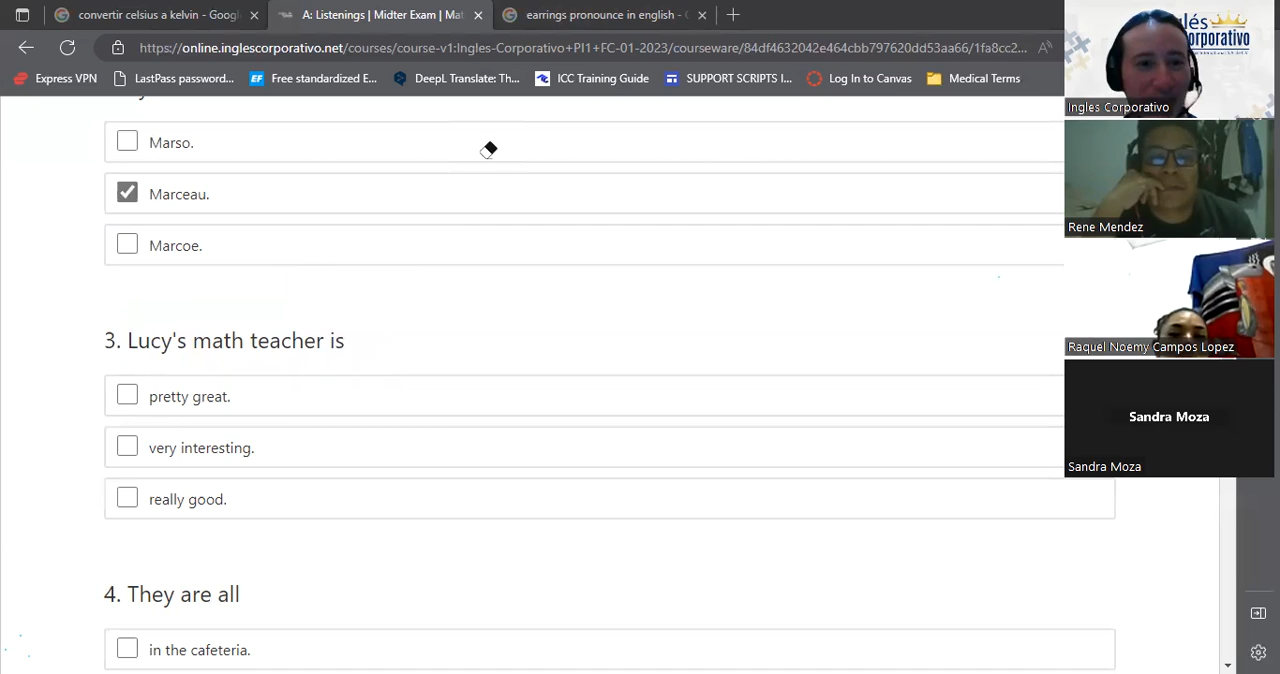 convertir celsius a kelvin - Google
A: Listenings | Midter Exam | Mat
earrings pronounce in english - G
https://online.inglescorporativo.net/courses/course-v1:Ingles-Corporativo+PI1+FC-01-2023/courseware/84df4632042e464cbb797620dd53aa66/1fa8cc2...
Express VPN
LastPass password...
Free standardized E...
DeepL Translate: Th...
ICC Training Guide
SUPPORT SCRIPTS I...
Log In to Canvas
Medical Terms
Marso.
Marceau.
Marcoe.
3. Lucy's math teacher is
pretty great.
very interesting.
really good.
4. They are all
in the cafeteria.
Ingles Corporativo
Rene Mendez
Raquel Noemy Campos Lopez
Sandra Moza
Sandra Moza